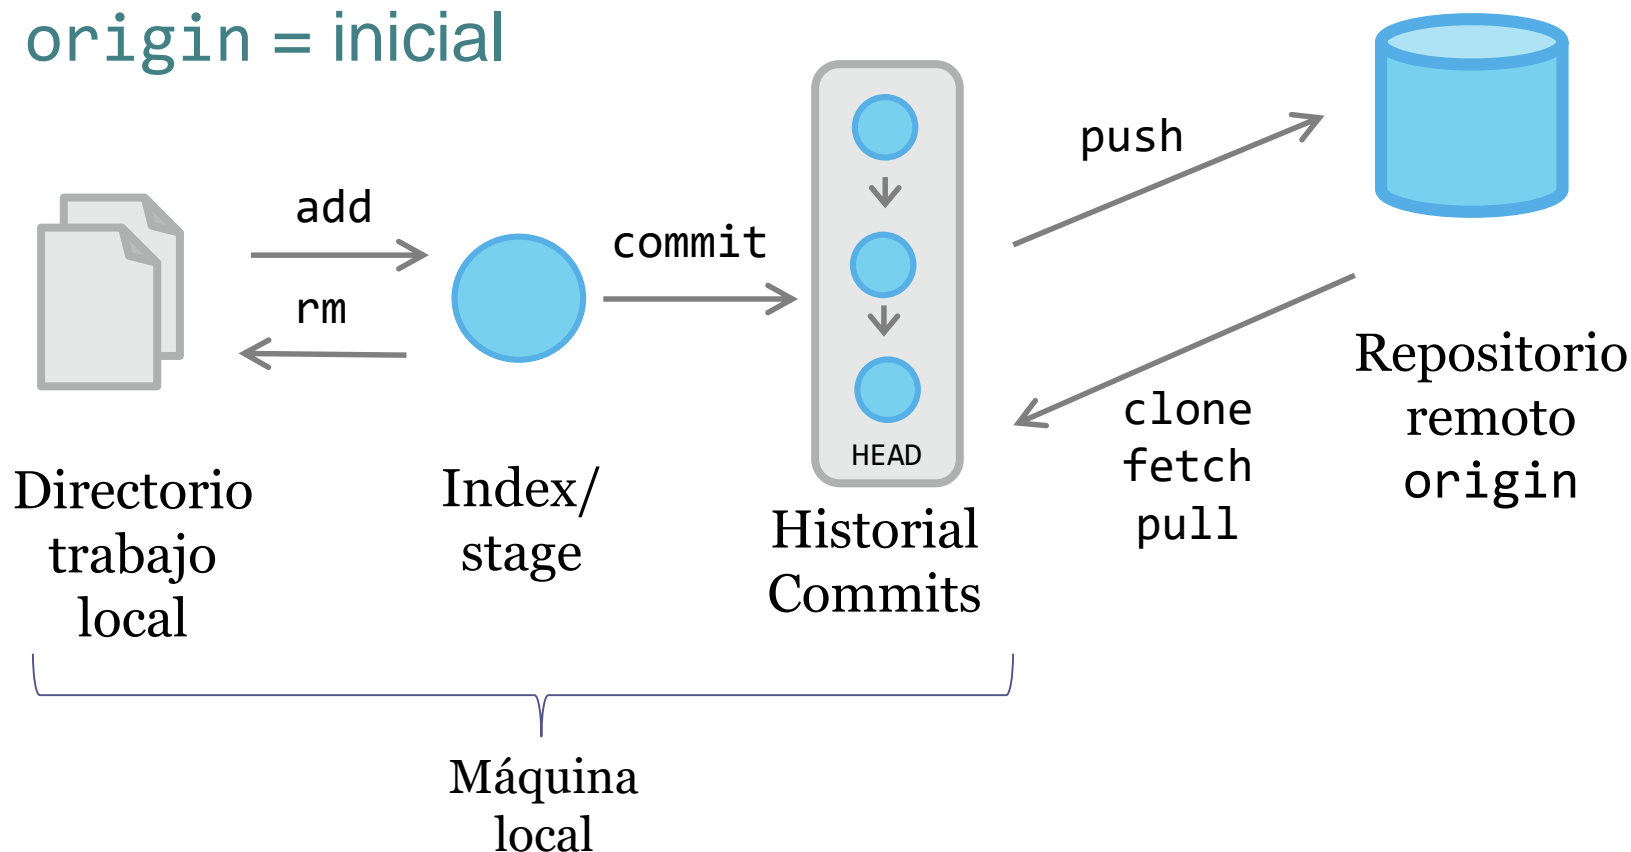 origin = inicial
add
rm
commit
push
clone
fetch
pull
HEAD
Directorio
trabajo
local
Index/
stage
Historial
Commits
Repositorio
remoto
origin
Máquina
local